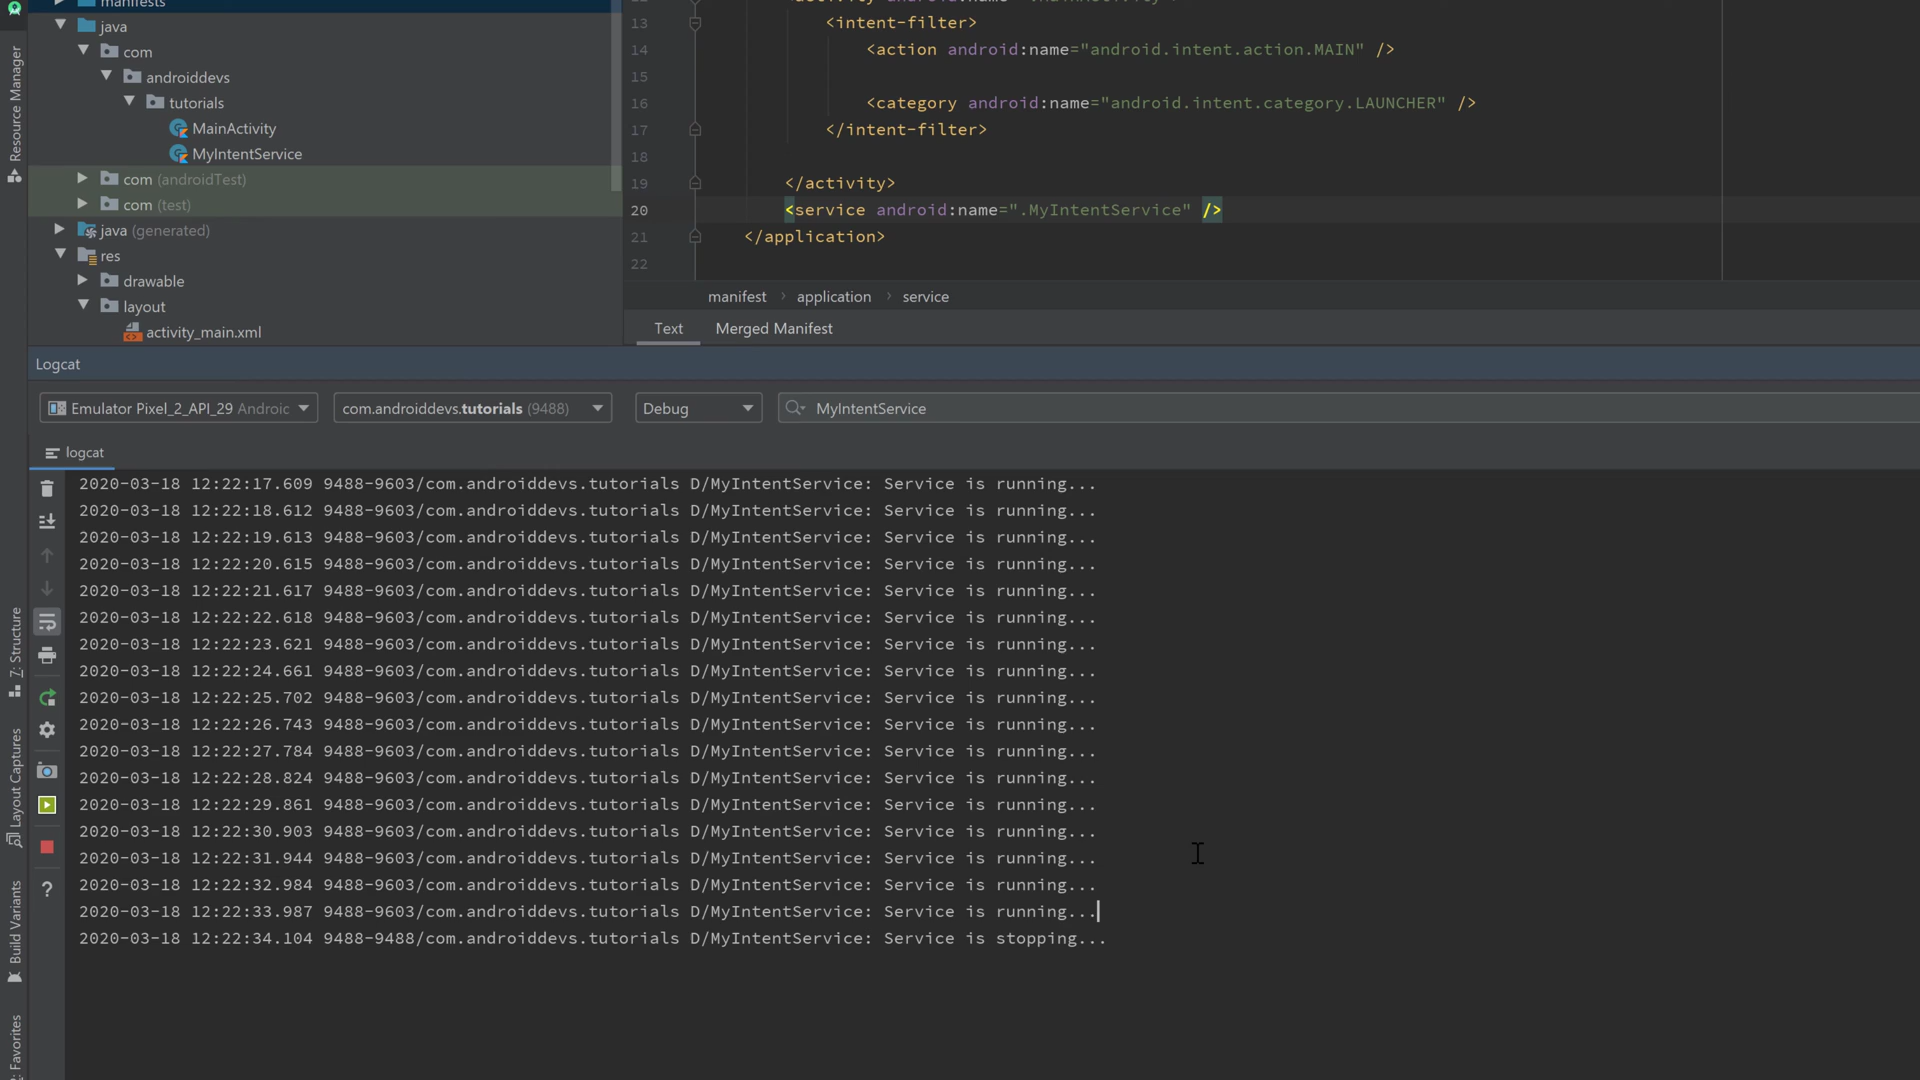 manifests
java
com
androiddevs
tutorials
MainActivity
MyIntentService
com (androidTest)
com (test)
java (generated)
res
drawable
layout
activity_main.xml
Resource Manager
13 <intent-filter>
14 <action android:name="android.intent.action.MAIN" />
15
16 <category android:name="android.intent.category.LAUNCHER" />
17 </intent-filter>
18
19 </activity>
20 <service android:name=".MyIntentService" />
21 </application>
22
manifest › application › service
Text Merged Manifest
Logcat
Emulator Pixel_2_API_29 Androic com.androiddevs.tutorials (9488) Debug MyIntentService
logcat
2020-03-18 12:22:17.609 9488-9603/com.androiddevs.tutorials D/MyIntentService: Service is running...
2020-03-18 12:22:18.612 9488-9603/com.androiddevs.tutorials D/MyIntentService: Service is running...
2020-03-18 12:22:19.613 9488-9603/com.androiddevs.tutorials D/MyIntentService: Service is running...
2020-03-18 12:22:20.615 9488-9603/com.androiddevs.tutorials D/MyIntentService: Service is running...
2020-03-18 12:22:21.617 9488-9603/com.androiddevs.tutorials D/MyIntentService: Service is running...
2020-03-18 12:22:22.618 9488-9603/com.androiddevs.tutorials D/MyIntentService: Service is running...
2020-03-18 12:22:23.621 9488-9603/com.androiddevs.tutorials D/MyIntentService: Service is running...
2020-03-18 12:22:24.661 9488-9603/com.androiddevs.tutorials D/MyIntentService: Service is running...
2020-03-18 12:22:25.702 9488-9603/com.androiddevs.tutorials D/MyIntentService: Service is running...
2020-03-18 12:22:26.743 9488-9603/com.androiddevs.tutorials D/MyIntentService: Service is running...
2020-03-18 12:22:27.784 9488-9603/com.androiddevs.tutorials D/MyIntentService: Service is running...
2020-03-18 12:22:28.824 9488-9603/com.androiddevs.tutorials D/MyIntentService: Service is running...
2020-03-18 12:22:29.861 9488-9603/com.androiddevs.tutorials D/MyIntentService: Service is running...
2020-03-18 12:22:30.903 9488-9603/com.androiddevs.tutorials D/MyIntentService: Service is running...
2020-03-18 12:22:31.944 9488-9603/com.androiddevs.tutorials D/MyIntentService: Service is running...
2020-03-18 12:22:32.984 9488-9603/com.androiddevs.tutorials D/MyIntentService: Service is running...
2020-03-18 12:22:33.987 9488-9603/com.androiddevs.tutorials D/MyIntentService: Service is running...
2020-03-18 12:22:34.104 9488-9488/com.androiddevs.tutorials D/MyIntentService: Service is stopping...
7: Structure
Layout Captures
Build Variants
Favorites